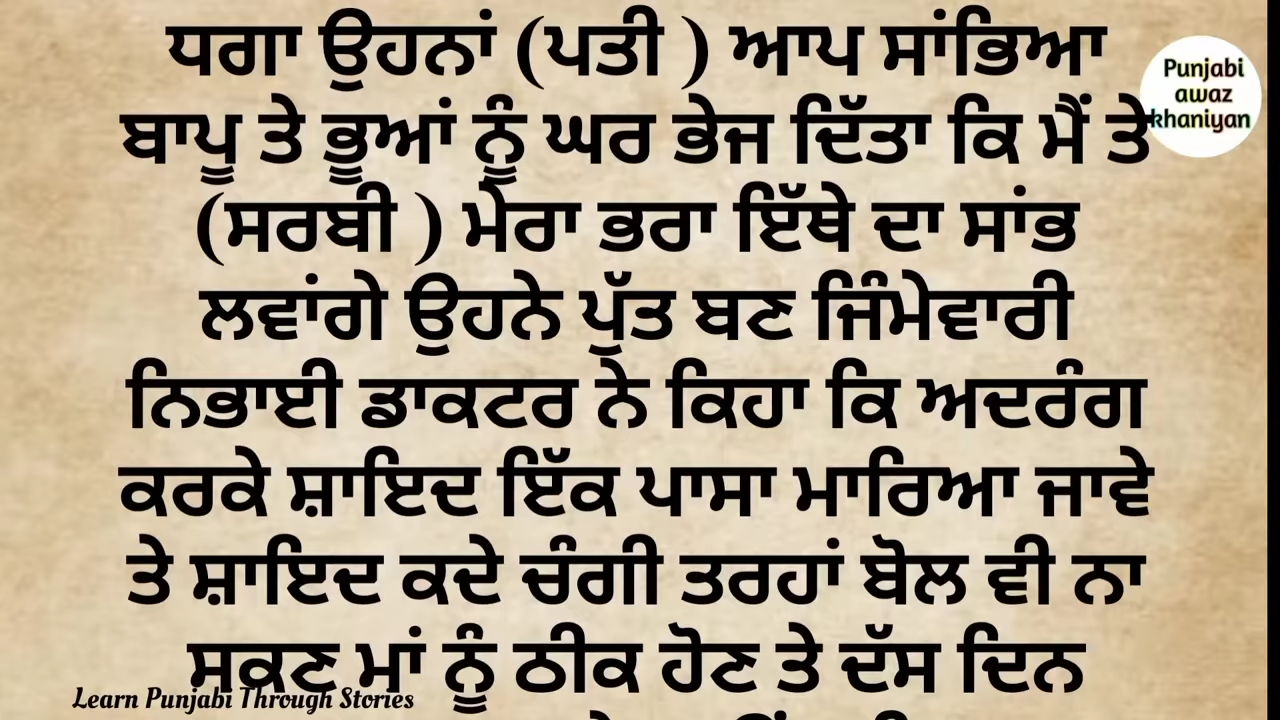 ਧਗਾ ਉਹਨਾਂ (ਪਤੀ ) ਆਪ ਸਾਂਭਿਆ
ਬਾਪੂ ਤੇ ਭੂਆਂ ਨੂੰ ਘਰ ਭੇਜ ਦਿੱਤਾ ਕਿ ਮੈਂ ਤੇ
(ਸਰਬੀ ) ਮੇਰਾ ਭਰਾ ਇੱਥੇ ਦਾ ਸਾਂਭ
ਲਵਾਂਗੇ ਉਹਨੇ ਪੁੱਤ ਬਣ ਜਿੰਮੇਵਾਰੀ
ਨਿਭਾਈ ਡਾਕਟਰ ਨੇ ਕਿਹਾ ਕਿ ਅਦਰੰਗ
ਕਰਕੇ ਸ਼ਾਇਦ ਇੱਕ ਪਾਸਾ ਮਾਰਿਆ ਜਾਵੇ
ਤੇ ਸ਼ਾਇਦ ਕਦੇ ਚੰਗੀ ਤਰਹਾਂ ਬੋਲ ਵੀ ਨਾ
ਸਕਣ ਮਾਂ ਨੂੰ ਠੀਕ ਹੋਣ ਤੇ ਦੱਸ ਦਿਨ
Punjabi
awaz
khaniyan
Learn Punjabi Through Stories